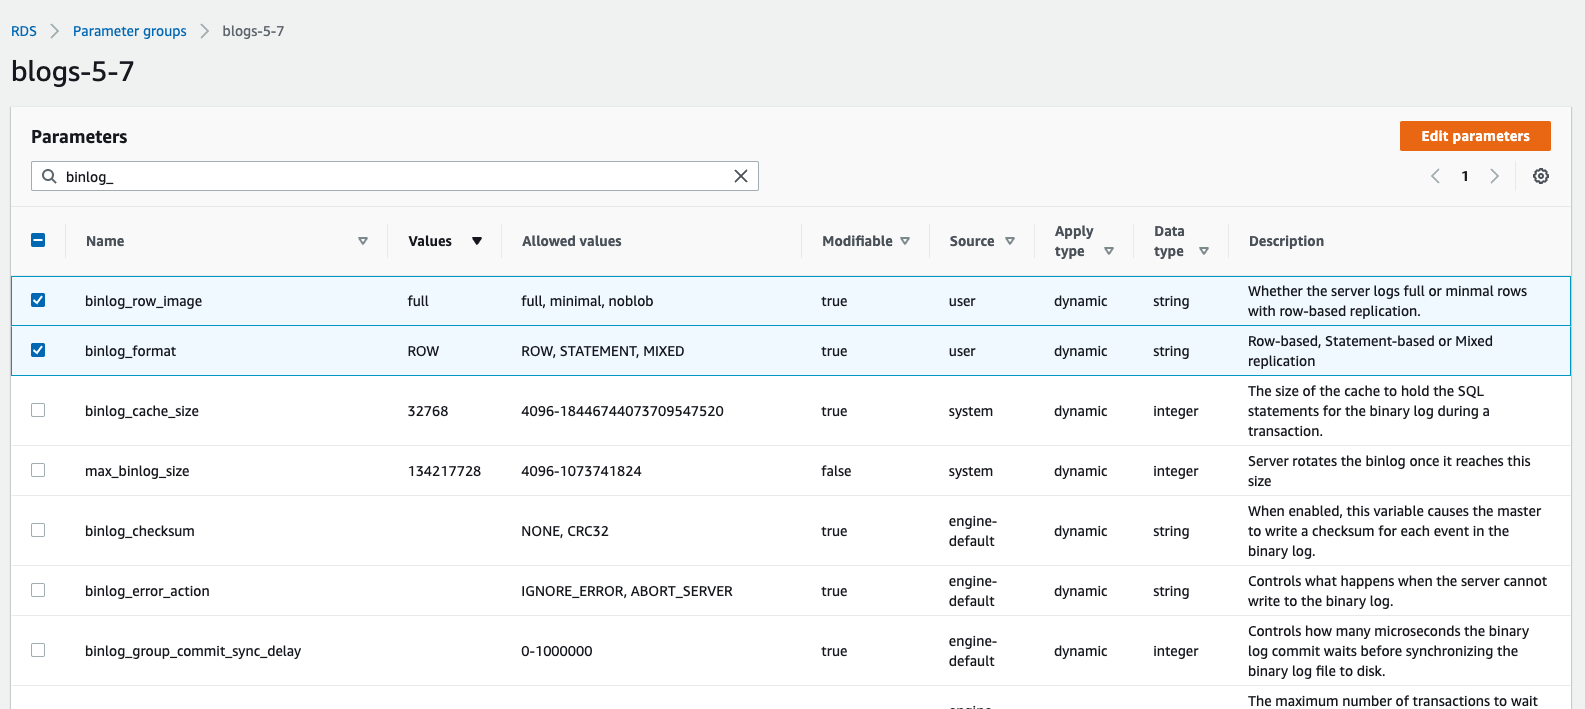 RDS > Parameter groups > blogs-5-7
blogs-5-7
Parameters
Edit parameters
binlog_
1
Name Values Allowed values Modifiable Source Apply type Data type Description
binlog_row_image full full, minimal, noblob true user dynamic string Whether the server logs full or minmal rows
with row-based replication.
binlog_format ROW ROW, STATEMENT, MIXED true user dynamic string Row-based, Statement-based or Mixed
replication
binlog_cache_size 32768 4096-18446744073709547520 true system dynamic integer The size of the cache to hold the SQL
statements for the binary log during a
transaction.
max_binlog_size 134217728 4096-1073741824 false system dynamic integer Server rotates the binlog once it reaches this
size
binlog_checksum NONE, CRC32 true engine-default dynamic string When enabled, this variable causes the master
to write a checksum for each event in the
binary log.
binlog_error_action IGNORE_ERROR, ABORT_SERVER true engine-default dynamic string Controls what happens when the server cannot
write to the binary log.
binlog_group_commit_sync_delay 0-1000000 true engine-default dynamic integer Controls how many microseconds the binary
log commit waits before synchronizing the
binary log file to disk.
The maximum number of transactions to wait